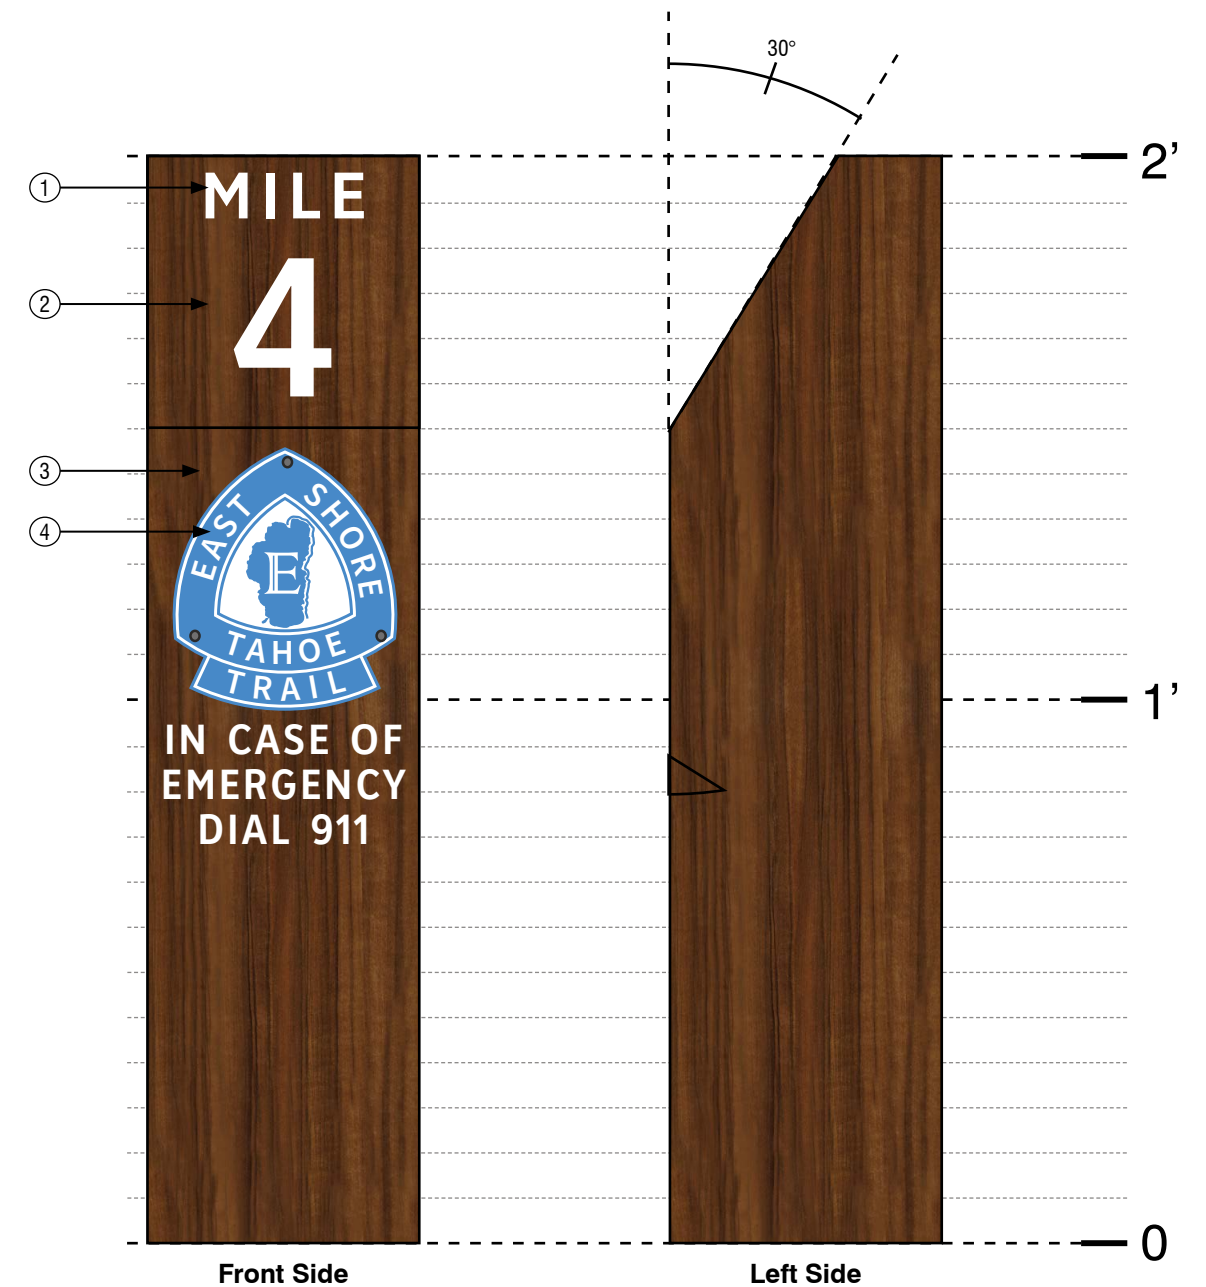 30°
2’
1
MILE
2
4
3
4
EAST SHORE
E
TAHOE
TRAIL
1’
IN CASE OF
EMERGENCY
DIAL 911
0
Front Side
Left Side